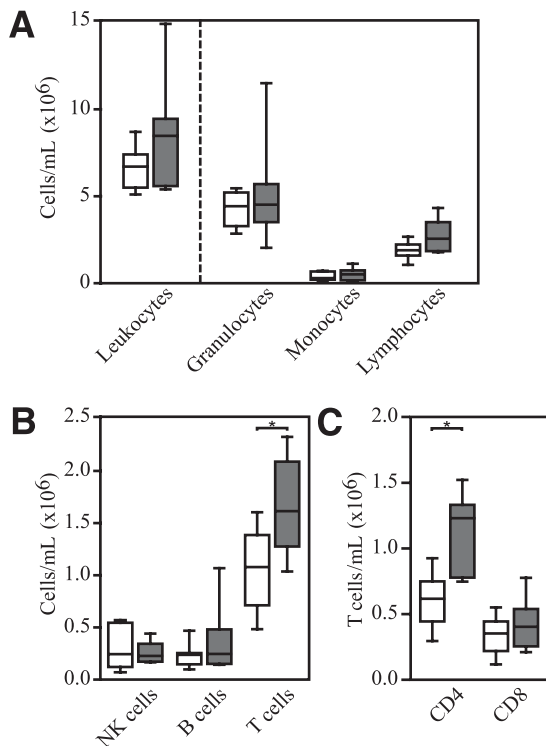 A
Cells/mL (x10⁶)
15
10
5
0
Leukocytes
Granulocytes
Monocytes
Lymphocytes
B
Cells/mL (x10⁶)
2.5
2.0
1.5
1.0
0.5
0.0
*
NK cells
B cells
T cells
C
T cells/mL (x10⁶)
2.0
1.5
1.0
0.5
0.0
*
CD4
CD8